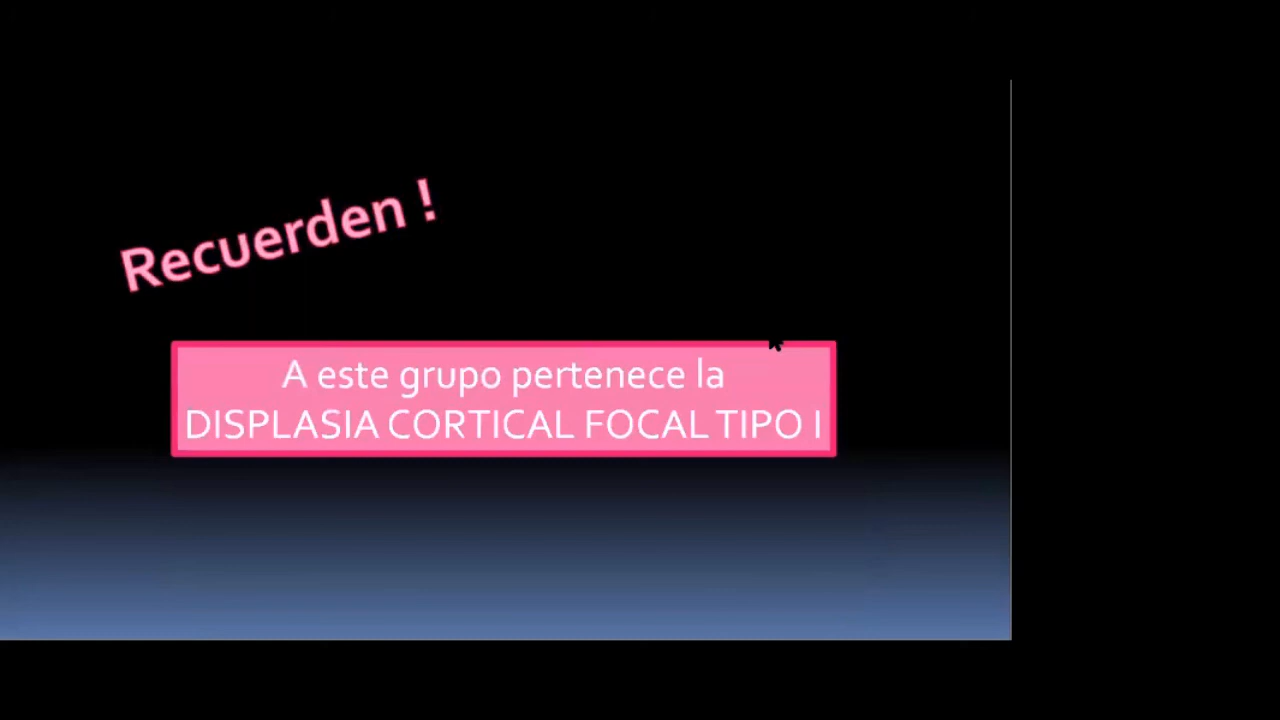 Recuerden !
A este grupo pertenece la
DISPLASIA CORTICAL FOCAL TIPO I